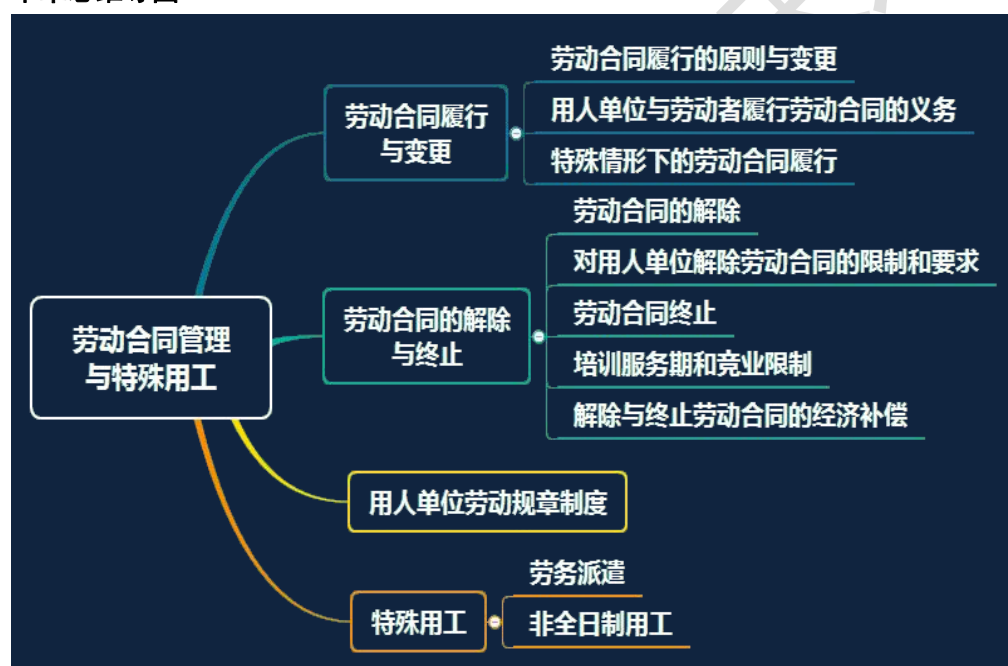 劳动合同管理
与特殊用工
劳动合同履行
与变更
劳动合同履行的原则与变更
用人单位与劳动者履行劳动合同的义务
特殊情形下的劳动合同履行
劳动合同的解除
与终止
劳动合同的解除
对用人单位解除劳动合同的限制和要求
劳动合同终止
培训服务期和竞业限制
解除与终止劳动合同的经济补偿
用人单位劳动规章制度
特殊用工
劳务派遣
非全日制用工